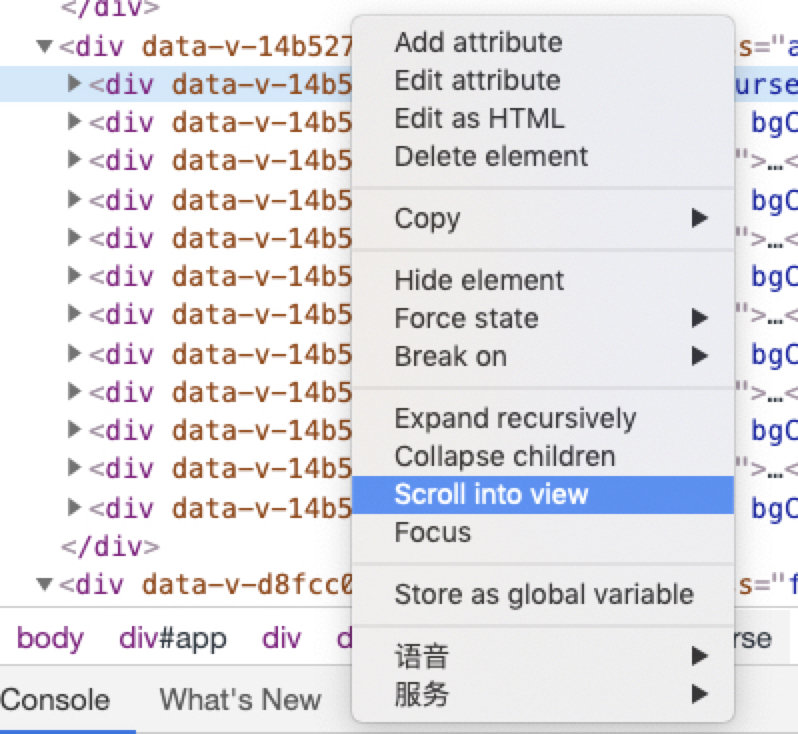 </div>
▼<div data-v-14b527 s="a
▶<div data-v-14b5 urse
▶<div data-v-14b5 bgC
▶<div data-v-14b5 ">…<
▶<div data-v-14b5 bgC
▶<div data-v-14b5 ">…<
▶<div data-v-14b5 bgC
▶<div data-v-14b5 ">…<
▶<div data-v-14b5 bgC
▶<div data-v-14b5 ">…<
▶<div data-v-14b5 bgC
▶<div data-v-14b5 ">…<
▶<div data-v-14b5 bgC
</div>
▼<div data-v-d8fcc0 s="f
Add attribute
Edit attribute
Edit as HTML
Delete element
Copy ▶
Hide element
Force state ▶
Break on ▶
Expand recursively
Collapse children
Scroll into view
Focus
Store as global variable
语音 ▶
服务 ▶
body div#app div d rse
Console What's New